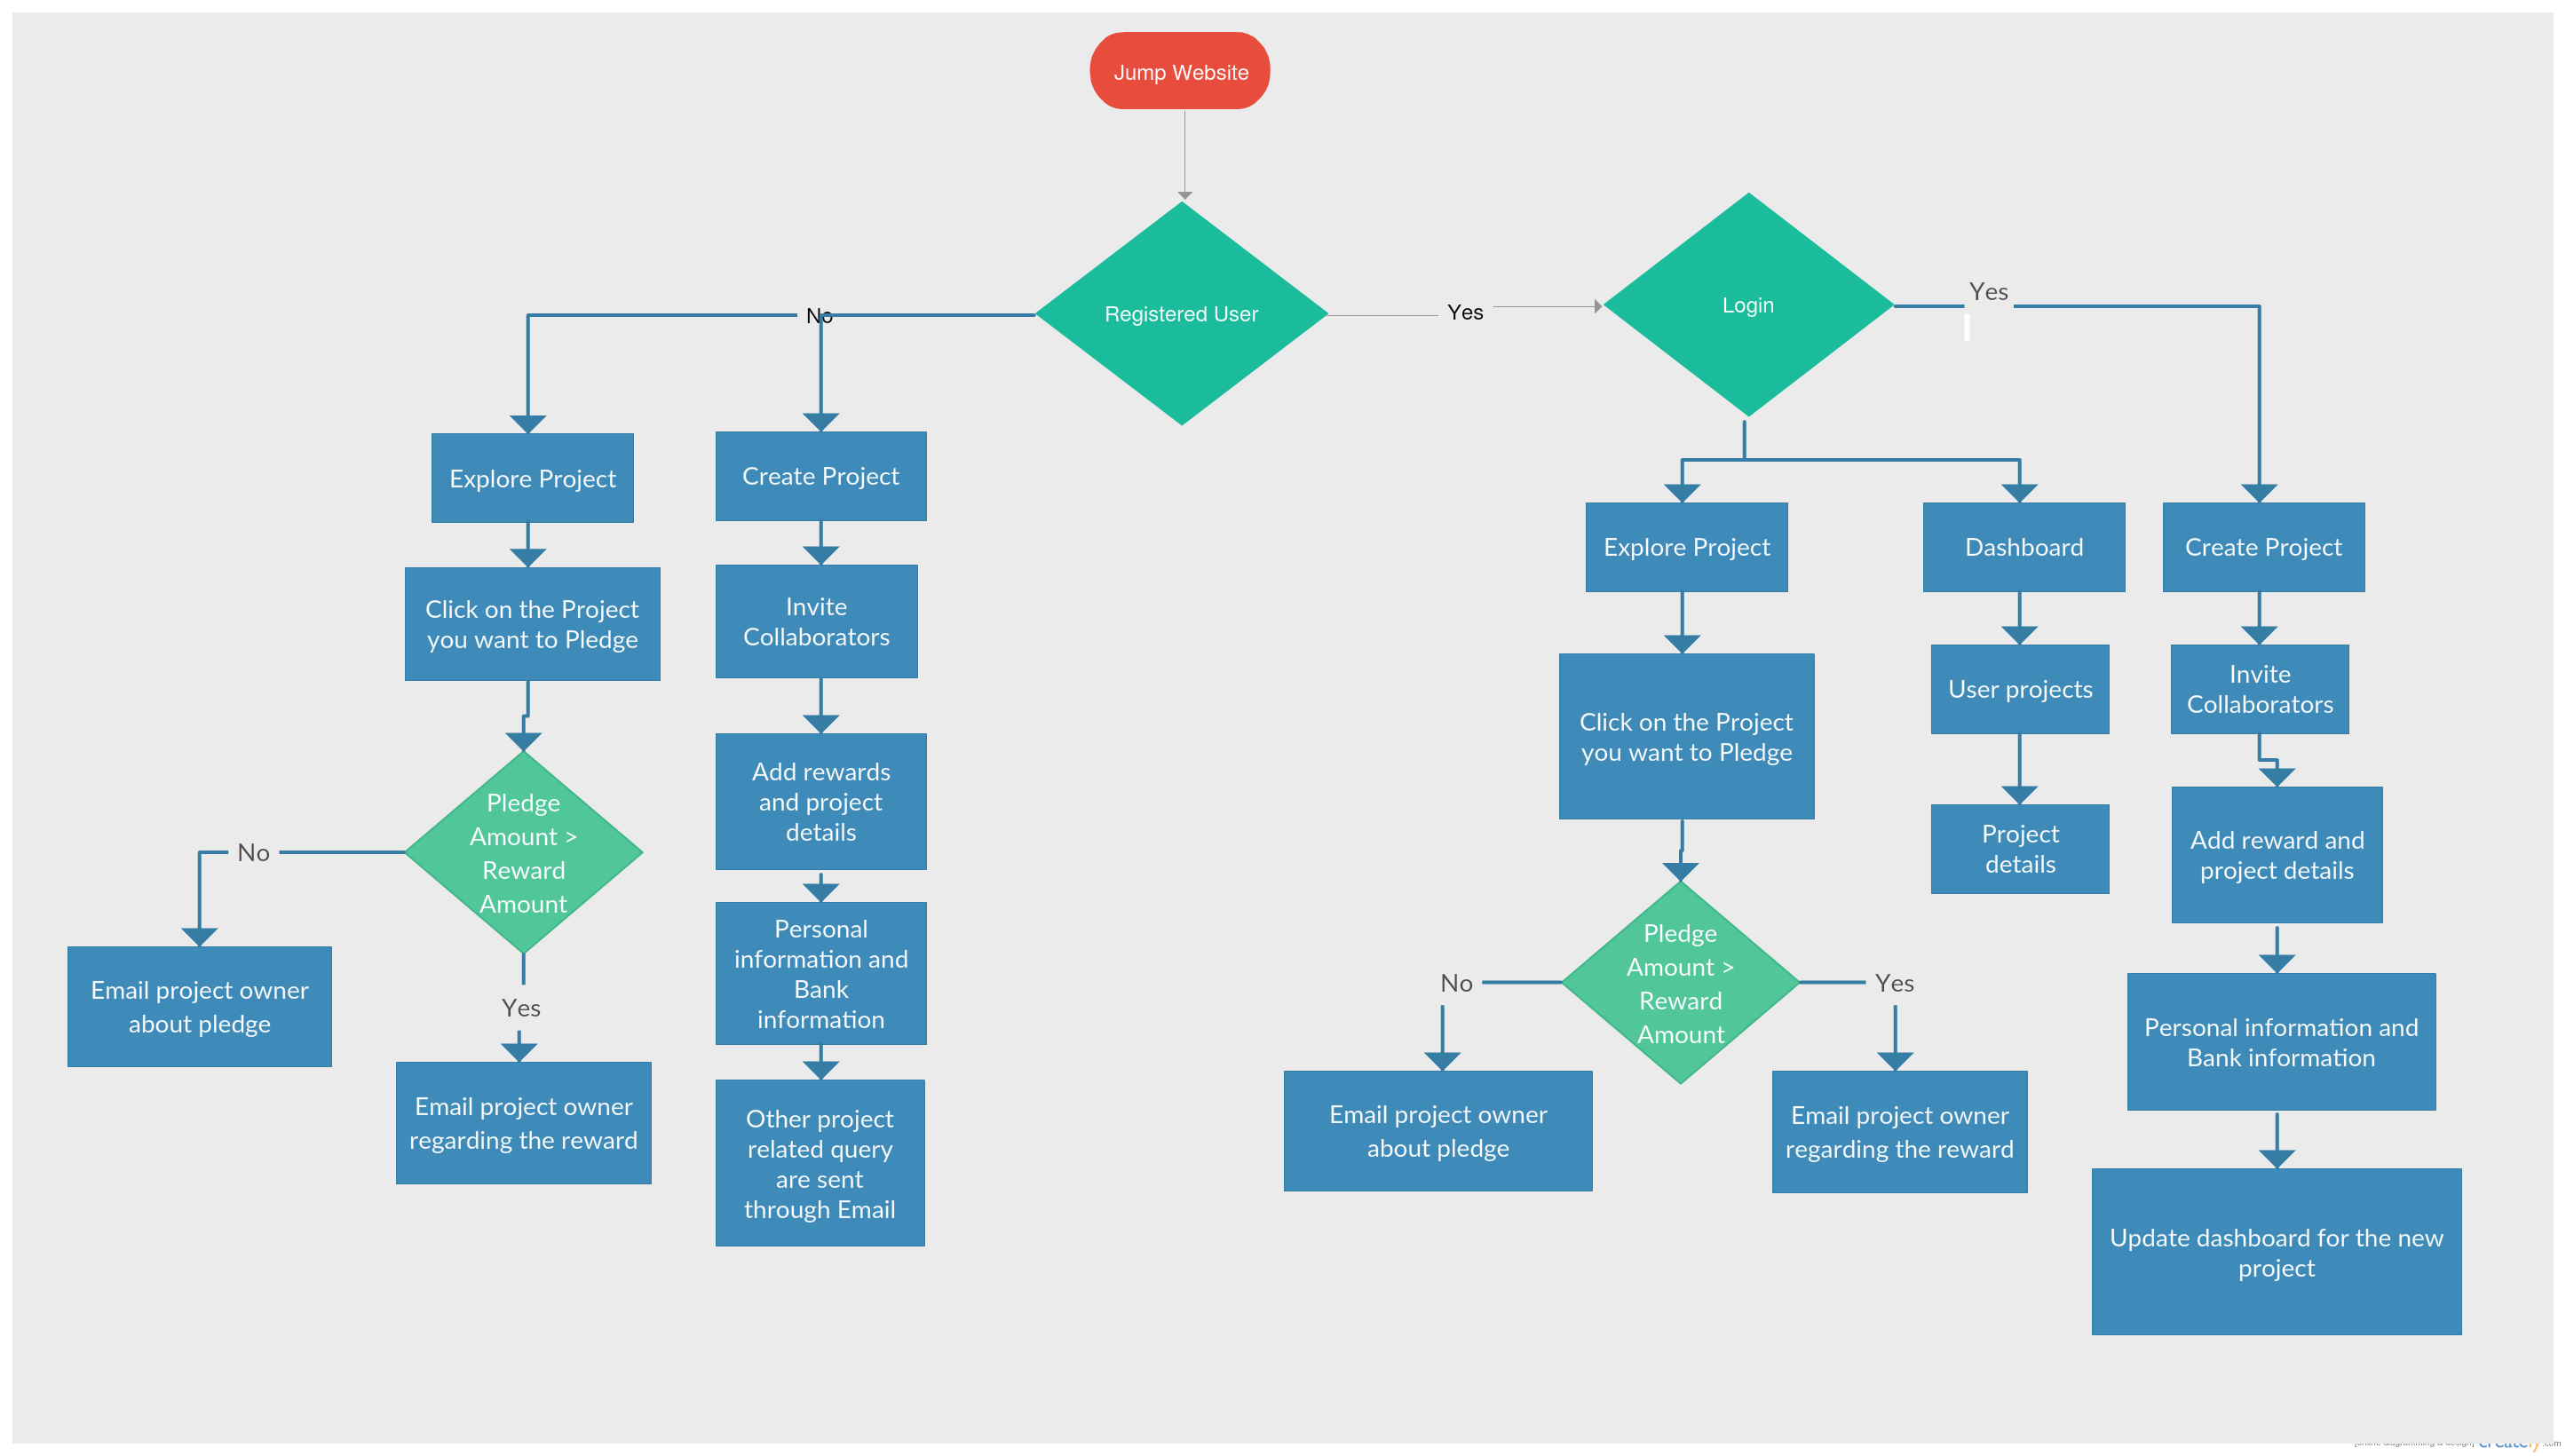 Jump Website
Registered User
No
Yes
Login
Yes
Explore Project
Click on the Project
you want to Pledge
Pledge
Amount >
Reward
Amount
No
Email project owner
about pledge
Yes
Email project owner
regarding the reward
Create Project
Invite
Collaborators
Add rewards
and project
details
Personal
information and
Bank
information
Other project
related query
are sent
through Email
Explore Project
Click on the Project
you want to Pledge
Pledge
Amount >
Reward
Amount
No
Email project owner
about pledge
Yes
Email project owner
regarding the reward
Dashboard
User projects
Project
details
Create Project
Invite
Collaborators
Add reward and
project details
Personal information and
Bank information
Update dashboard for the new
project
creately.com